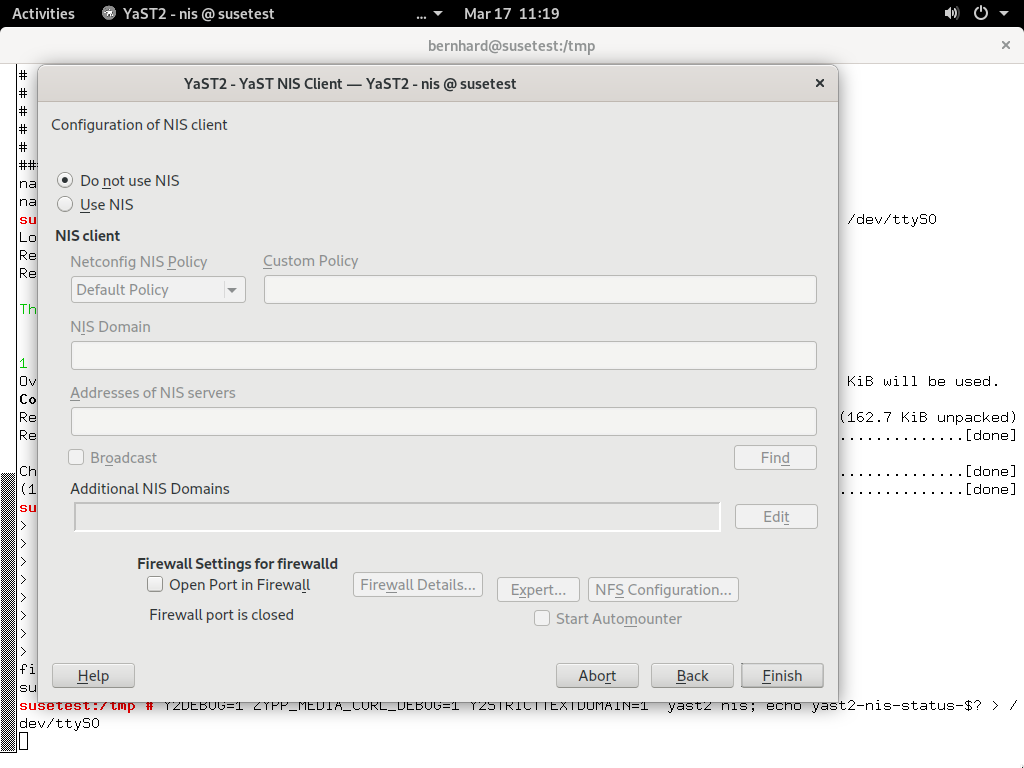 Activities YaST2 - nis @ susetest ... Mar 17 11:19
bernhard@susetest:/tmp
#
YaST2 - YaST NIS Client — YaST2 - nis @ susetest
#
#
Configuration of NIS client
#
#
##
na
Do not use NIS
na
Use NIS
su /dev/ttyS0
Lo
NIS client
Re
Netconfig NIS Policy Custom Policy
Re
Default Policy
Th
NIS Domain
1
Ov KiB will be used.
Addresses of NIS servers
Co
Re (162.7 KiB unpacked)
Re ..............[done]
Broadcast Find
Ch ..............[done]
(1 ..............[done]
Additional NIS Domains
su
Edit
>
>
>
Firewall Settings for firewalld
>
Open Port in Firewall Firewall Details... Expert... NFS Configuration...
>
Firewall port is closed Start Automounter
>
>
>
fi
Help Abort Back Finish
su
susetest:/tmp # Y2DEBUG=1 ZYPP_MEDIA_CURL_DEBUG=1 Y2STRICTTEXTDOMAIN=1 yast2 nis; echo yast2-nis-status-$? > /
dev/ttyS0